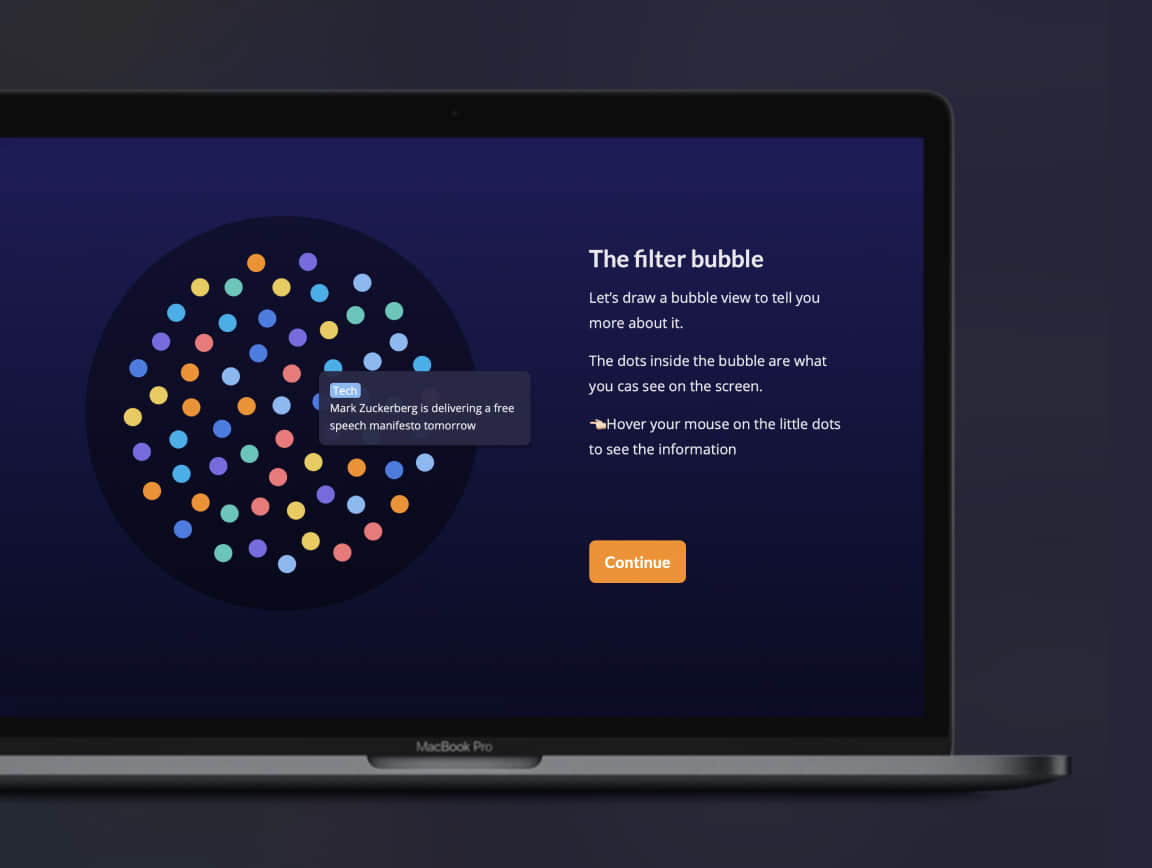 The filter bubble
Let's draw a bubble view to tell you
more about it.
The dots inside the bubble are what
you cas see on the screen.
👈🏻Hover your mouse on the little dots
to see the information
Tech
Mark Zuckerberg is delivering a free
speech manifesto tomorrow
Continue
MacBook Pro